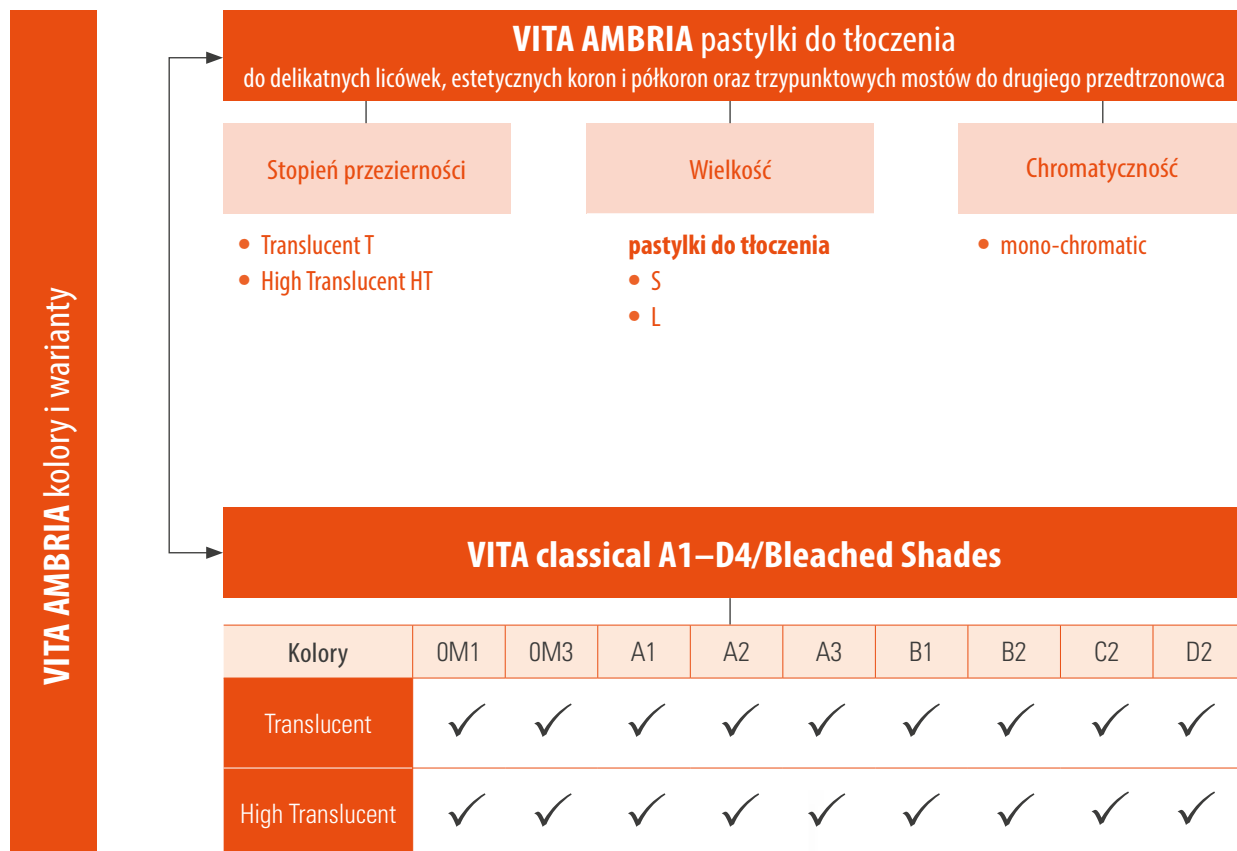 VITA AMBRIA kolory i warianty
VITA AMBRIA pastylki do tłoczenia
do delikatnych licówek, estetycznych koron i półkoron oraz trzypunktowych mostów do drugiego przedtrzonowca
Stopień przezierności
• Translucent T
• High Translucent HT
Wielkość
pastylki do tłoczenia
• S
• L
Chromatyczność
• mono-chromatic
VITA classical A1–D4/Bleached Shades
Kolory 0M1 0M3 A1 A2 A3 B1 B2 C2 D2
Translucent ✓ ✓ ✓ ✓ ✓ ✓ ✓ ✓ ✓
High Translucent ✓ ✓ ✓ ✓ ✓ ✓ ✓ ✓ ✓